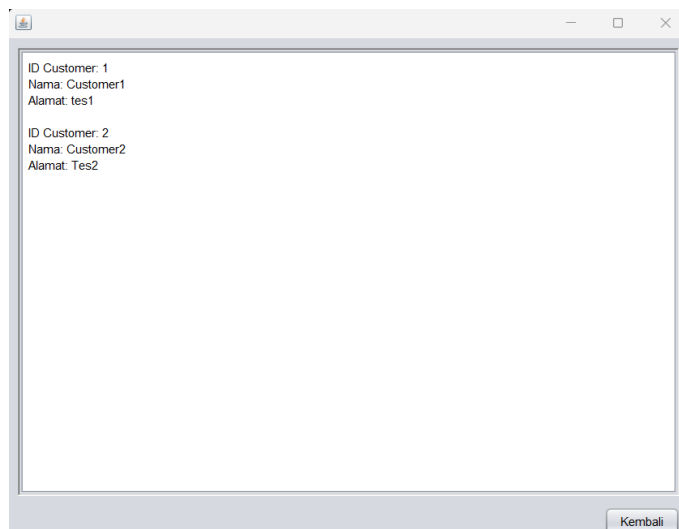 ID Customer: 1
Nama: Customer1
Alamat: tes1
ID Customer: 2
Nama: Customer2
Alamat: Tes2
Kembali